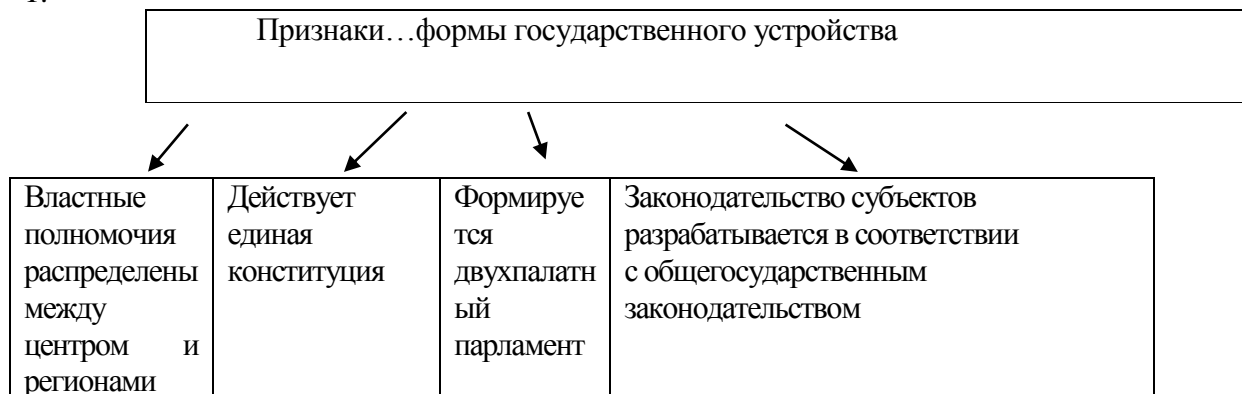 1.
Признаки…формы государственного устройства
Властные
полномочия
распределены
между
центром и
регионами
Действует
единая
конституция
Формируе
тся
двухпалатн
ый
парламент
Законодательство субъектов
разрабатывается в соответствии
с общегосударственным
законодательством